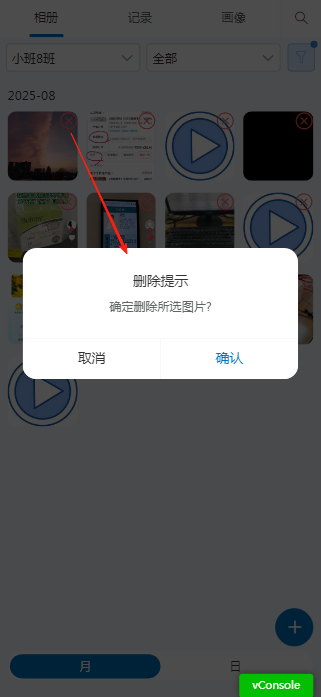 相册
记录
画像
小班8班
全部
2025-08
删除提示
确定删除所选图片?
取消
确认
月
日
vConsole